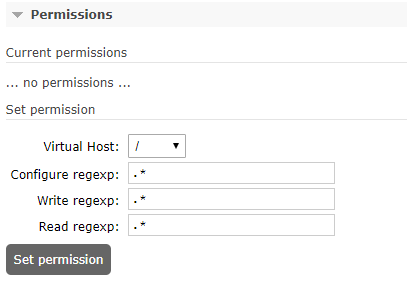 Permissions
Current permissions
... no permissions ...
Set permission
Virtual Host: /
Configure regexp: .*
Write regexp: .*
Read regexp: .*
Set permission